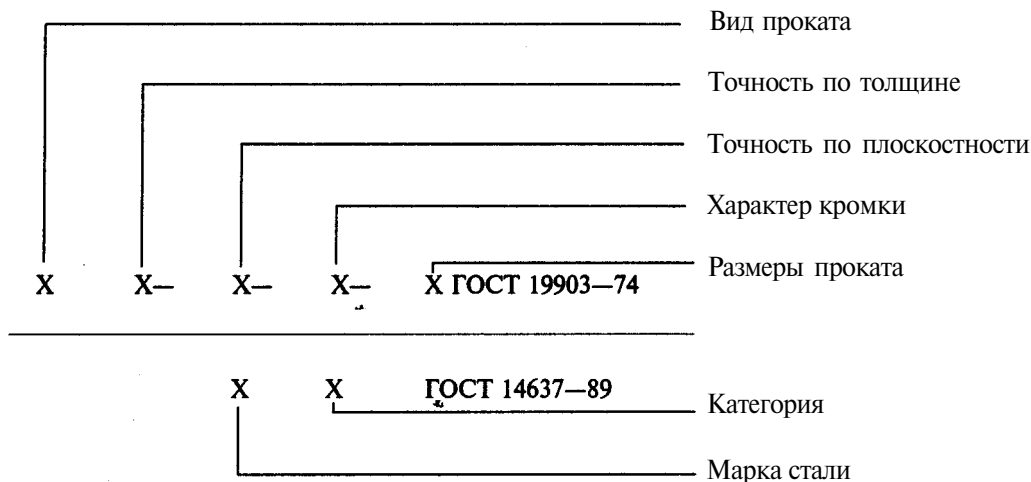 Вид проката
Точность по толщине
Точность по плоскостности
Характер кромки
Размеры проката
X X— X— X— X ГОСТ 19903—74
X X ГОСТ 14637—89
Категория
Марка стали